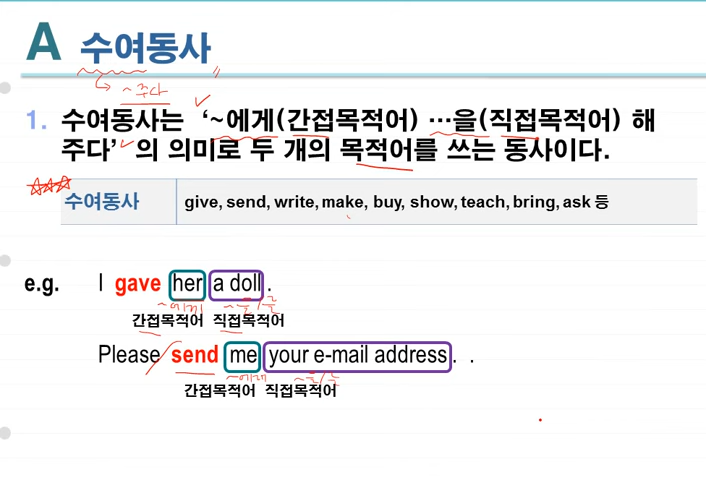 A 수여동사
~주다
1. 수여동사는 ‘~에게(간접목적어) …을(직접목적어) 해
주다’ 의 의미로 두 개의 목적어를 쓰는 동사이다.
수여동사 give, send, write, make, buy, show, teach, bring, ask 등
e.g. I gave her a doll.
~에게 ~을/를
간접목적어 직접목적어
Please send me your e-mail address. .
~에게 ~을/를
간접목적어 직접목적어